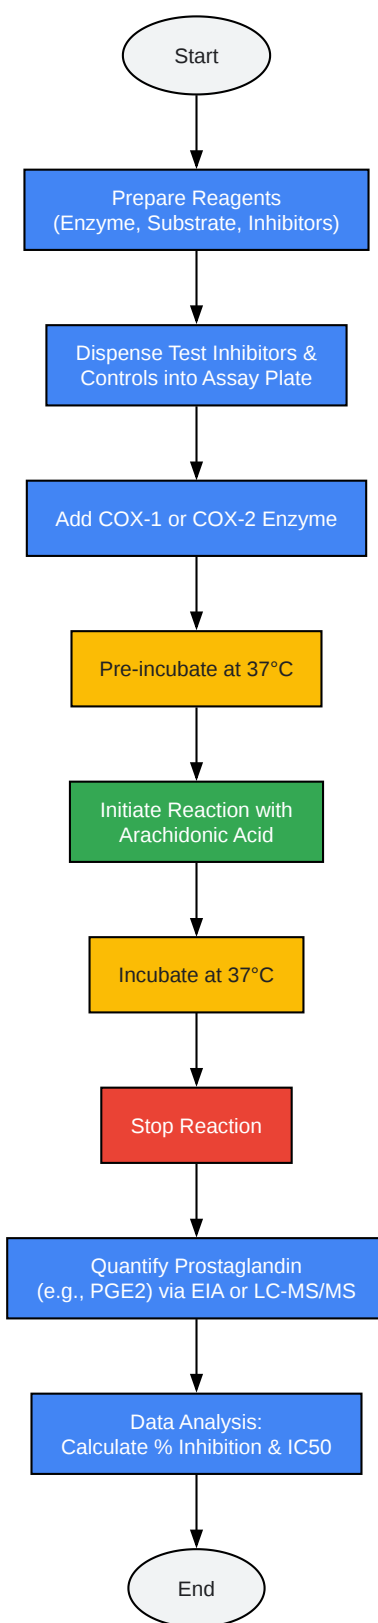 Start
Prepare Reagents
(Enzyme, Substrate, Inhibitors)
Dispense Test Inhibitors &
Controls into Assay Plate
Add COX-1 or COX-2 Enzyme
Pre-incubate at 37°C
Initiate Reaction with
Arachidonic Acid
Incubate at 37°C
Stop Reaction
Quantify Prostaglandin
(e.g., PGE2) via EIA or LC-MS/MS
Data Analysis:
Calculate % Inhibition & IC50
End